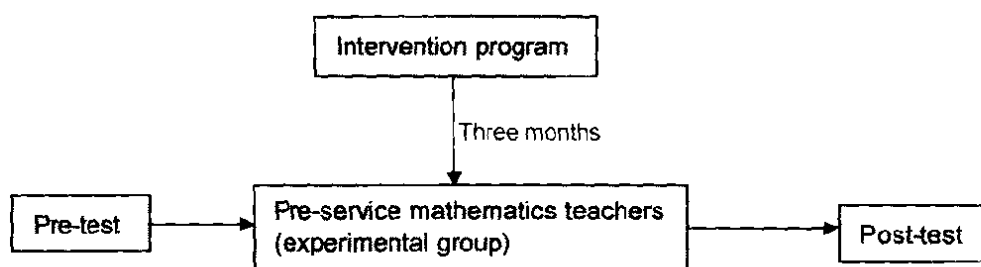 Intervention program
Three months
Pre-test
Pre-service mathematics teachers
(experimental group)
Post-test